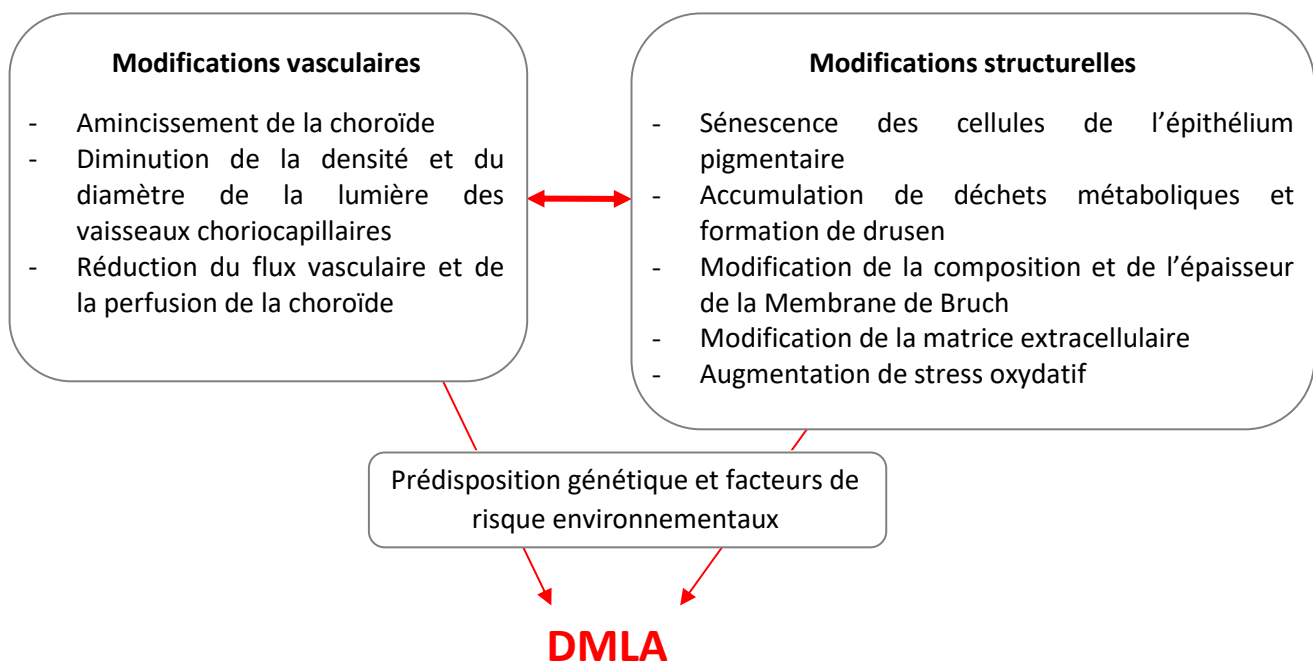 Modifications vasculaires
- Amincissement de la choroïde
- Diminution de la densité et du
diamètre de la lumière des
vaisseaux choriocapillaires
- Réduction du flux vasculaire et de
la perfusion de la choroïde
Modifications structurelles
- Sénescence des cellules de l’épithélium
pigmentaire
- Accumulation de déchets métaboliques et
formation de drusen
- Modification de la composition et de l’épaisseur
de la Membrane de Bruch
- Modification de la matrice extracellulaire
- Augmentation de stress oxydatif
Prédisposition génétique et facteurs de
risque environnementaux
DMLA